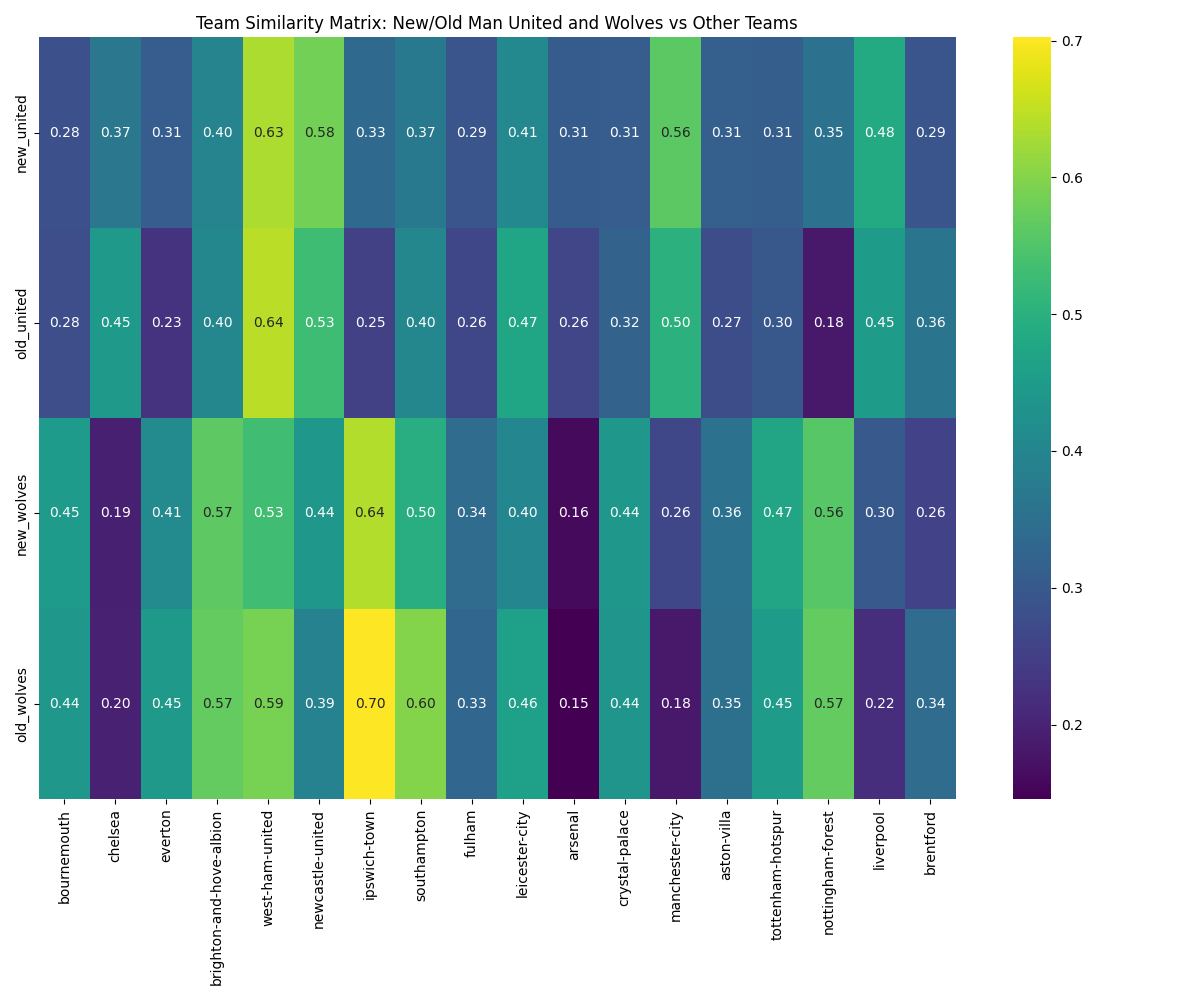 Team Similarity Matrix: New/Old Man United and Wolves vs Other Teams
new_united
0.28 0.37 0.31 0.40 0.63 0.58 0.33 0.37 0.29 0.41 0.31 0.31 0.56 0.31 0.31 0.35 0.48 0.29
old_united
0.28 0.45 0.23 0.40 0.64 0.53 0.25 0.40 0.26 0.47 0.26 0.32 0.50 0.27 0.30 0.18 0.45 0.36
new_wolves
0.45 0.19 0.41 0.57 0.53 0.44 0.64 0.50 0.34 0.40 0.16 0.44 0.26 0.36 0.47 0.56 0.30 0.26
old_wolves
0.44 0.20 0.45 0.57 0.59 0.39 0.70 0.60 0.33 0.46 0.15 0.44 0.18 0.35 0.45 0.57 0.22 0.34
bournemouth
chelsea
everton
brighton-and-hove-albion
west-ham-united
newcastle-united
ipswich-town
southampton
fulham
leicester-city
arsenal
crystal-palace
manchester-city
aston-villa
tottenham-hotspur
nottingham-forest
liverpool
brentford
0.7
0.6
0.5
0.4
0.3
0.2